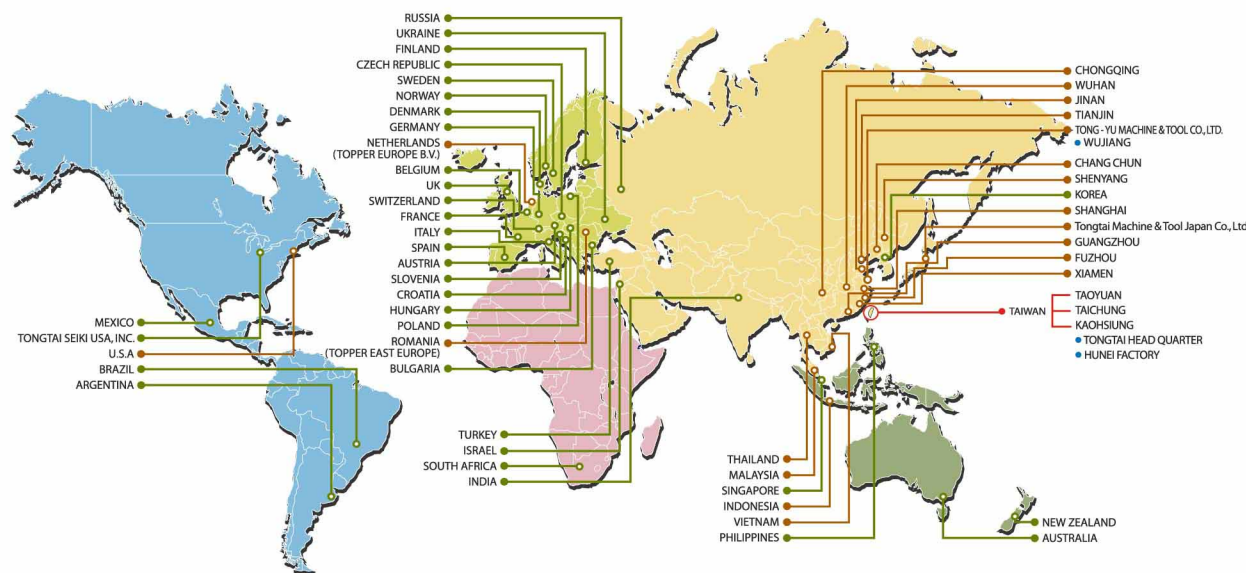 RUSSIA
UKRAINE
FINLAND
CZECH REPUBLIC
SWEDEN
NORWAY
DENMARK
GERMANY
NETHERLANDS
(TOPPER EUROPE B.V.)
BELGIUM
UK
SWITZERLAND
FRANCE
ITALY
SPAIN
AUSTRIA
SLOVENIA
CROATIA
HUNGARY
POLAND
ROMANIA
(TOPPER EAST EUROPE)
BULGARIA
MEXICO
TONGTAI SEIKI USA, INC.
U.S.A
BRAZIL
ARGENTINA
TURKEY
ISRAEL
SOUTH AFRICA
INDIA
CHONGQING
WUHAN
JINAN
TIANJIN
TONG - YU MACHINE & TOOL CO., LTD.
WUJIANG
CHANG CHUN
SHENYANG
KOREA
SHANGHAI
Tongtai Machine & Tool Japan Co., Ltd
GUANGZHOU
FUZHOU
XIAMEN
TAIWAN
TAOYUAN
TAICHUNG
KAOHSIUNG
TONGTAI HEAD QUARTER
HUNEI FACTORY
THAILAND
MALAYSIA
SINGAPORE
INDONESIA
VIETNAM
PHILIPPINES
NEW ZEALAND
AUSTRALIA